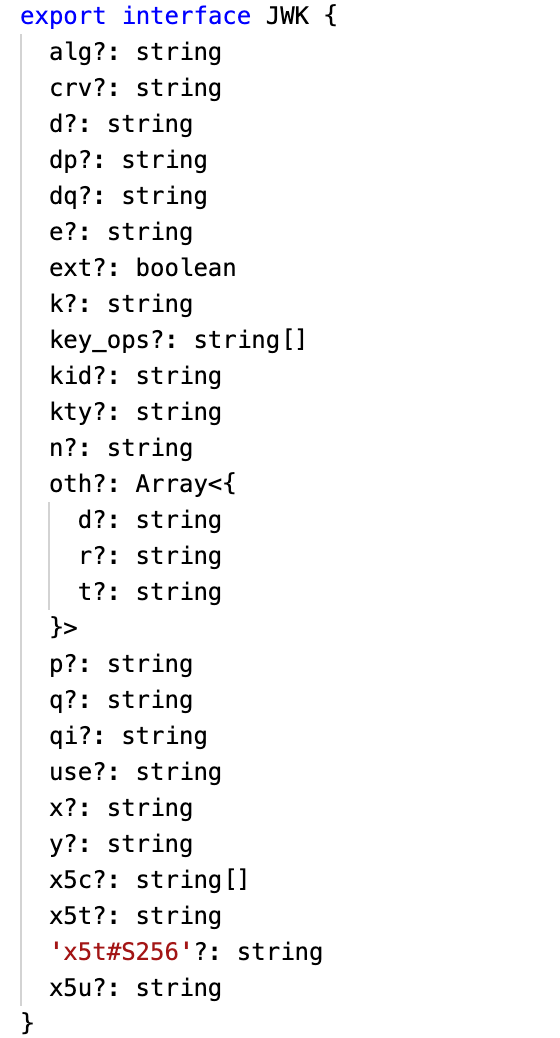 export interface JWK {
  alg?: string
  crv?: string
  d?: string
  dp?: string
  dq?: string
  e?: string
  ext?: boolean
  k?: string
  key_ops?: string[]
  kid?: string
  kty?: string
  n?: string
  oth?: Array<{
    d?: string
    r?: string
    t?: string
  }>
  p?: string
  q?: string
  qi?: string
  use?: string
  x?: string
  y?: string
  x5c?: string[]
  x5t?: string
  'x5t#S256'?: string
  x5u?: string
}